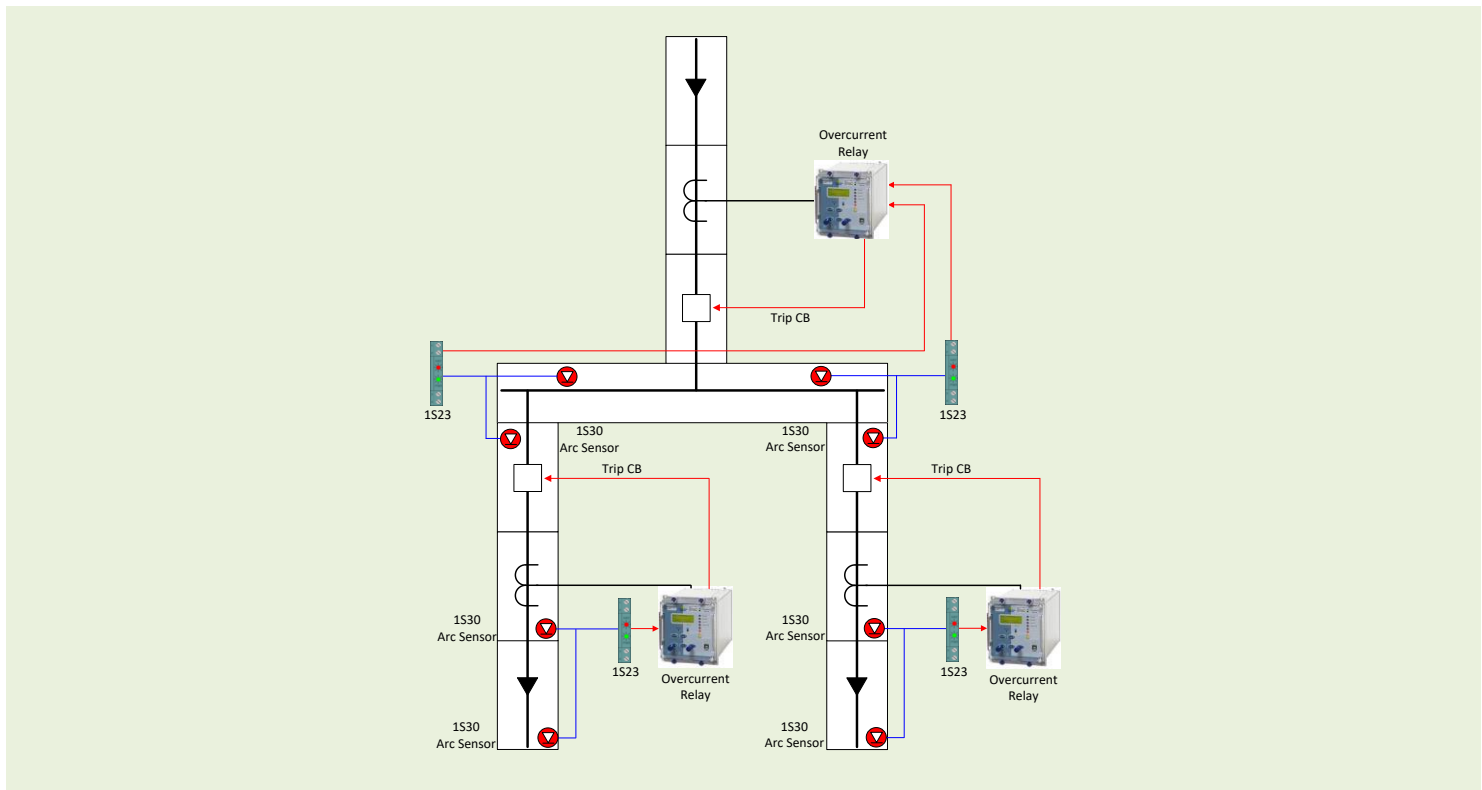 Overcurrent
Relay
Trip CB
1S23
1S23
1S30
Arc Sensor
1S30
Arc Sensor
Trip CB
Trip CB
1S30
Arc Sensor
1S23
Overcurrent
Relay
1S30
Arc Sensor
1S23
Overcurrent
Relay
1S30
Arc Sensor
1S30
Arc Sensor